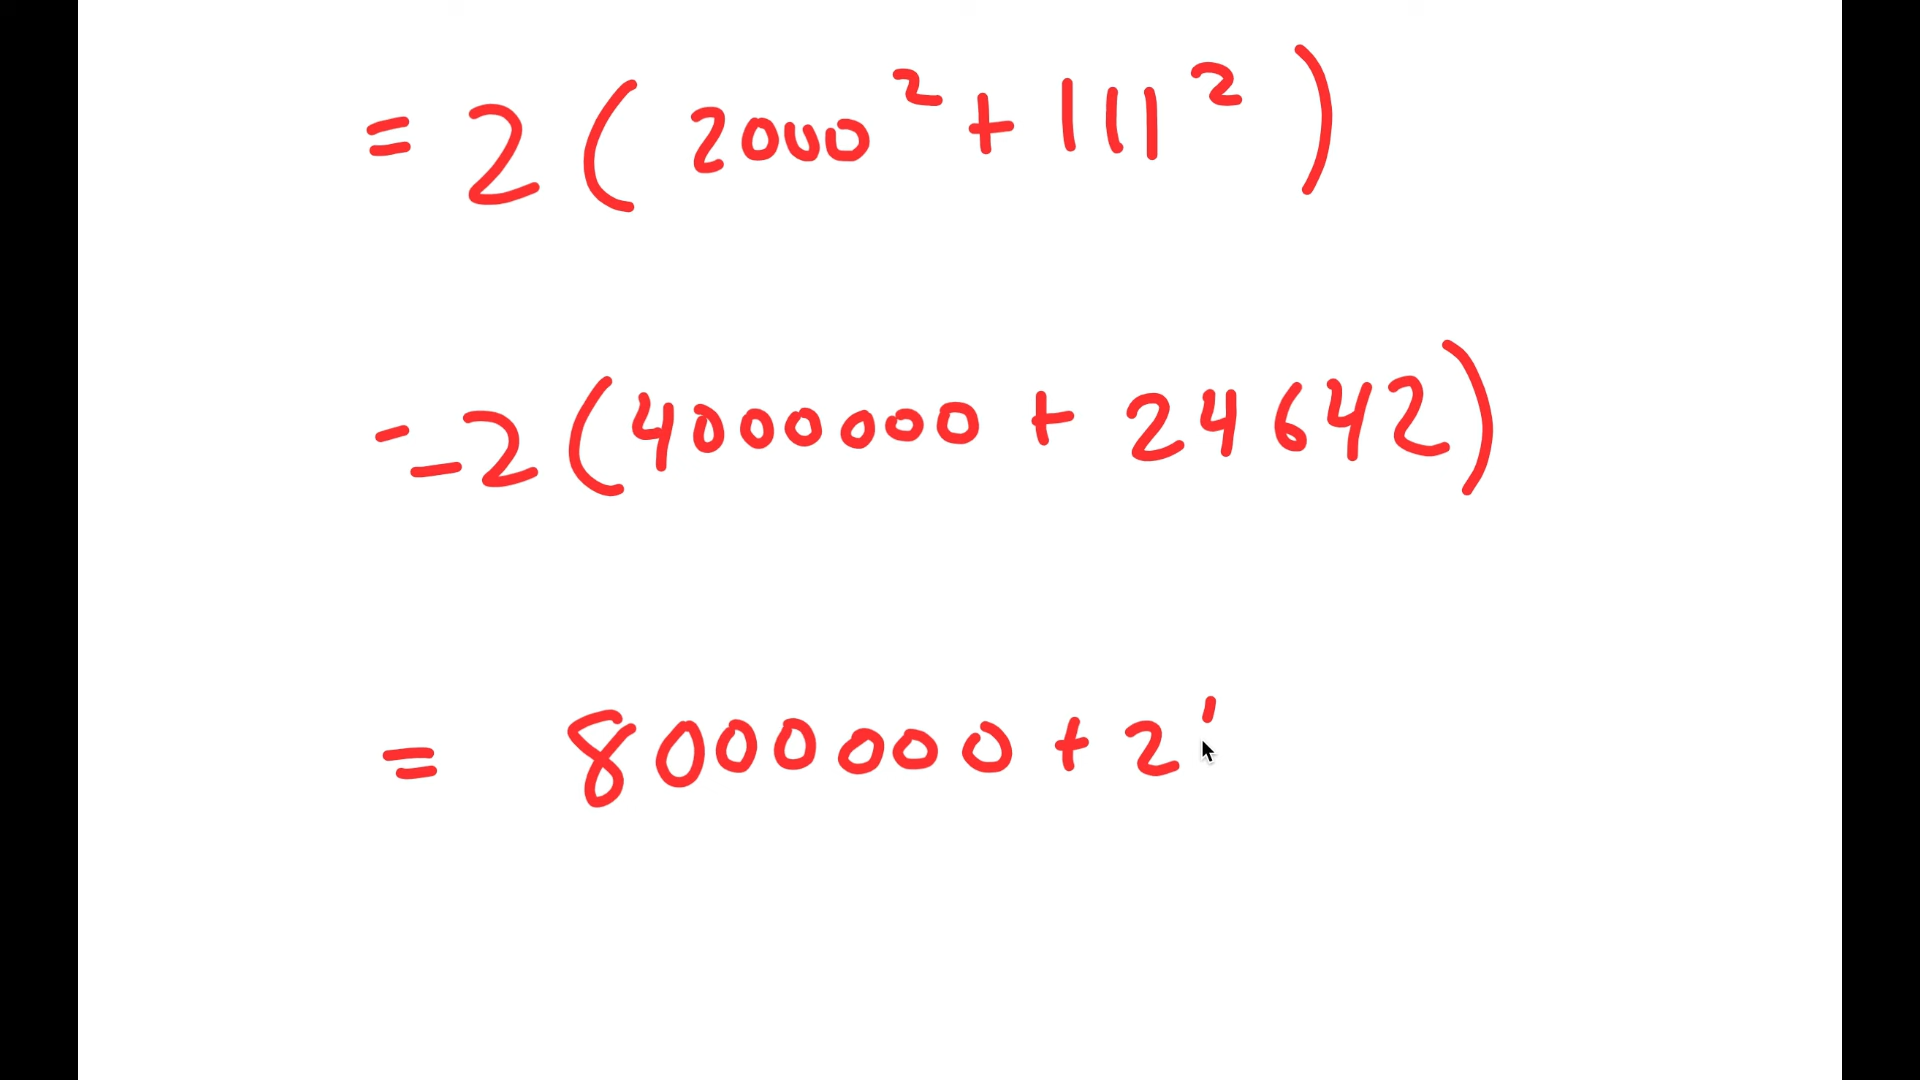 = 2 ( 2000² + 111² )
= 2 ( 4000000 + 24642 )
= 8000000 + 2